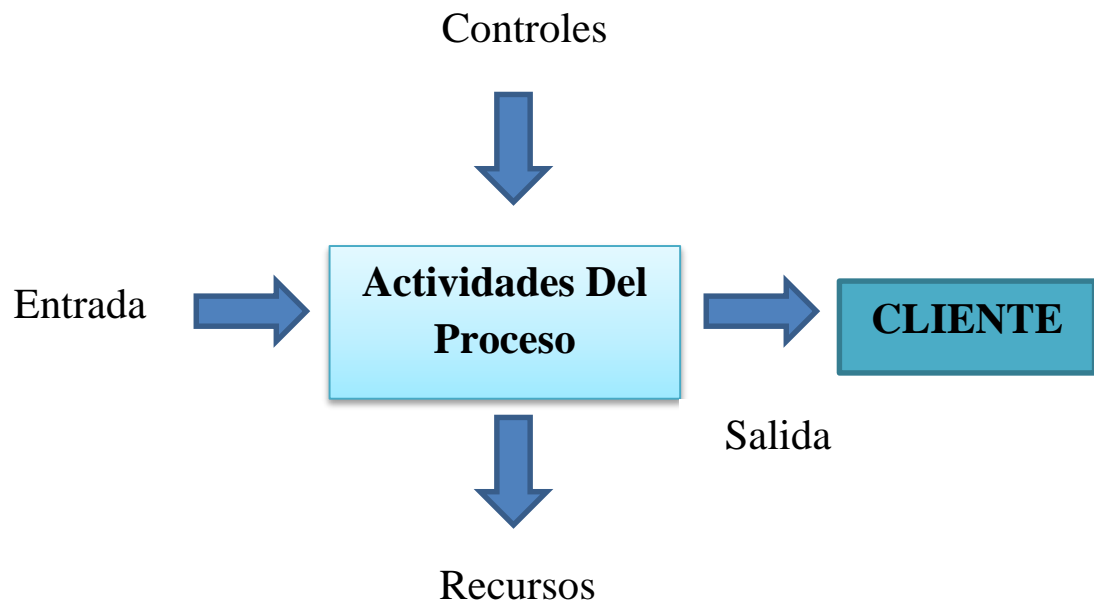 Controles
Entrada
Actividades Del
Proceso
CLIENTE
Salida
Recursos